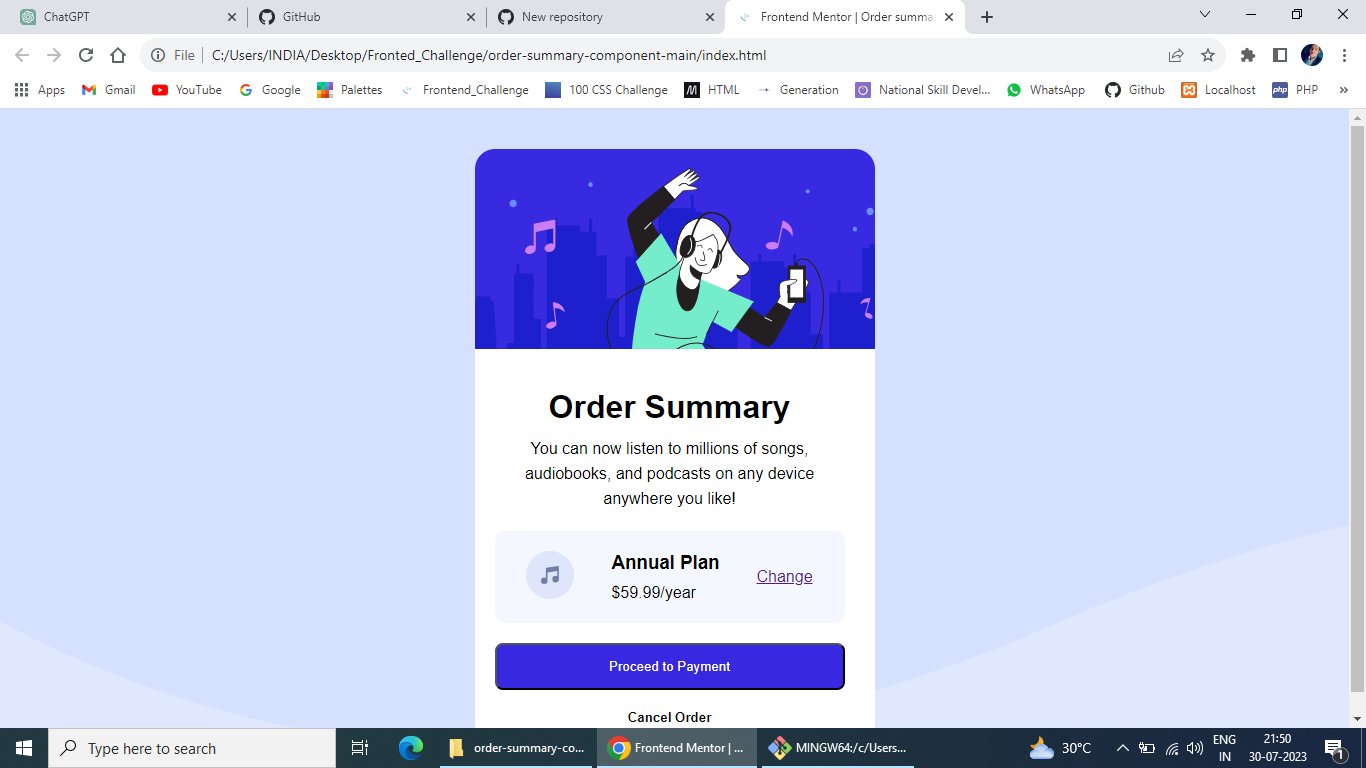 ChatGPT
GitHub
New repository
Frontend Mentor | Order summa
File
C:/Users/INDIA/Desktop/Fronted_Challenge/order-summary-component-main/index.html
Apps
Gmail
YouTube
Google
Palettes
Frontend_Challenge
100 CSS Challenge
HTML
Generation
National Skill Devel...
WhatsApp
Github
Localhost
php
PHP
»
Order Summary
You can now listen to millions of songs,
audiobooks, and podcasts on any device
anywhere you like!
Annual Plan
$59.99/year
Change
Proceed to Payment
Cancel Order
Type here to search
order-summary-co...
Frontend Mentor | ...
MINGW64:/c/Users...
30°C
ENG
IN
21:50
30-07-2023
1